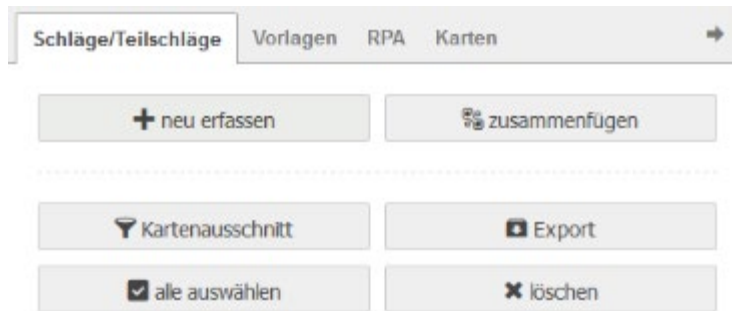 Schläge/Teilschläge Vorlagen RPA Karten
neu erfassen zusammenfügen
Kartenausschnitt Export
alle auswählen löschen